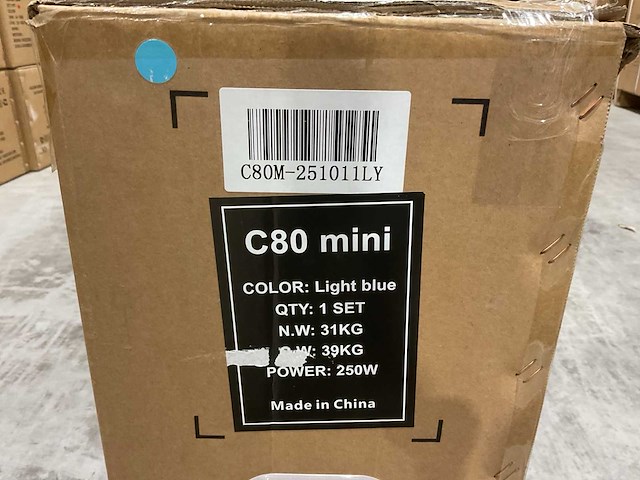 C80M-251011LY
C80 mini
COLOR: Light blue
QTY: 1 SET
N.W: 31KG
G.W: 39KG
POWER: 250W
Made in China